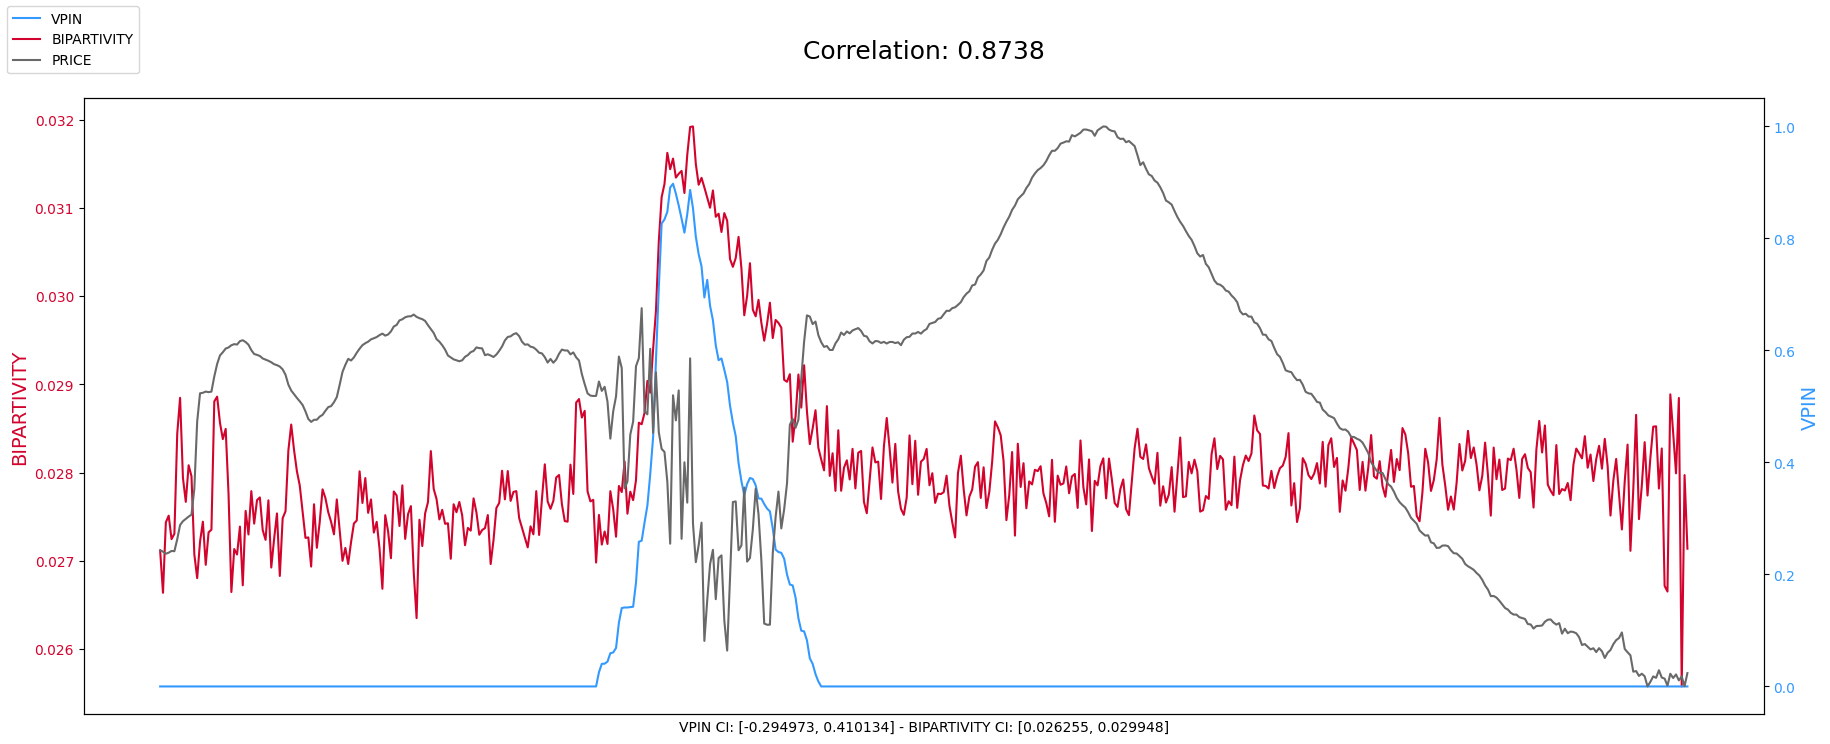 VPIN
BIPARTIVITY
PRICE
Correlation: 0.8738
BIPARTIVITY
0.032
0.031
0.030
0.029
0.028
0.027
0.026
1.0
0.8
0.6
0.4
0.2
0.0
VPIN
VPIN CI: [-0.294973, 0.410134] - BIPARTIVITY CI: [0.026255, 0.029948]